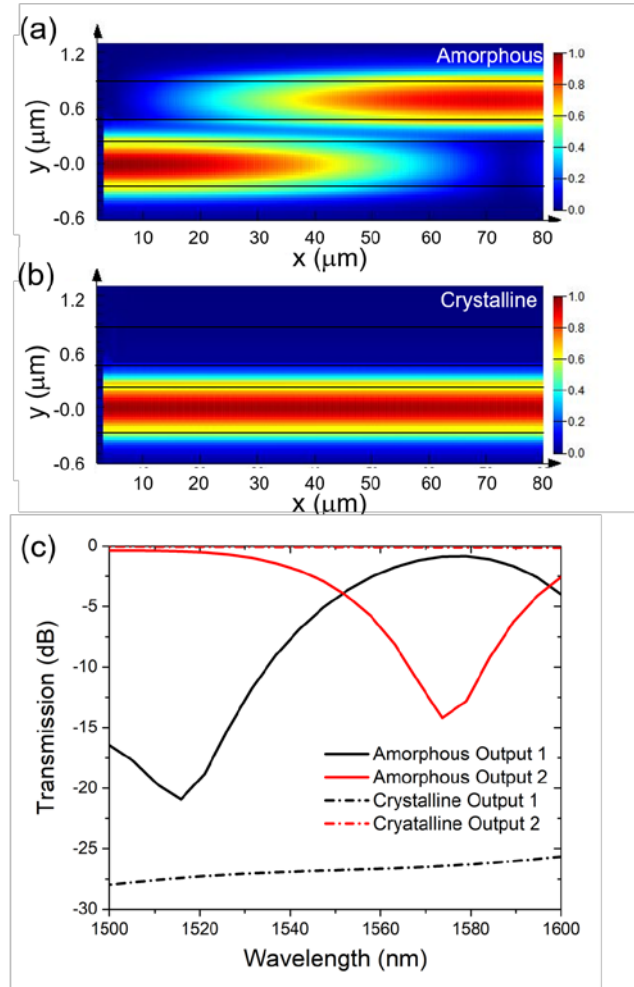 (a)
Amorphous
1.2
0.6
-0.0
-0.6
y (μm)
10 20 30 40 50 60 70 80
x (μm)
1.0
0.8
0.6
0.4
0.2
0.0
(b)
Crystalline
1.2
0.6
-0.0
-0.6
y (μm)
10 20 30 40 50 60 70 80
x (μm)
1.0
0.8
0.6
0.4
0.2
0.0
(c)
0
-5
-10
-15
-20
-25
-30
Transmission (dB)
Amorphous Output 1
Amorphous Output 2
Crystalline Output 1
Cryatalline Output 2
1500 1520 1540 1560 1580 1600
Wavelength (nm)